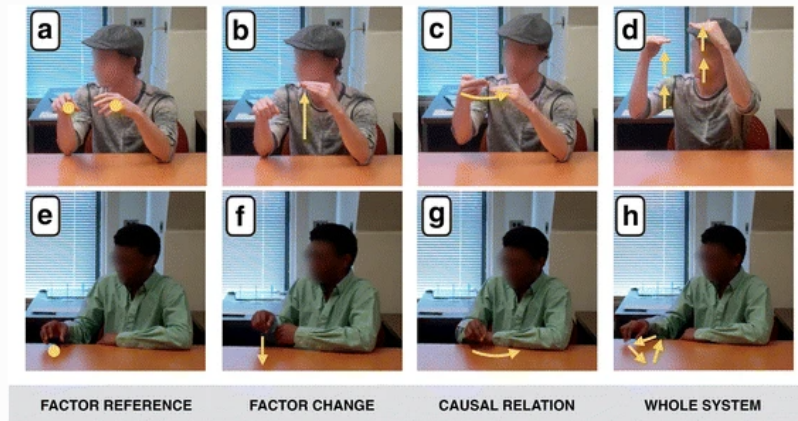 a b c d
e f g h
FACTOR REFERENCE FACTOR CHANGE CAUSAL RELATION WHOLE SYSTEM